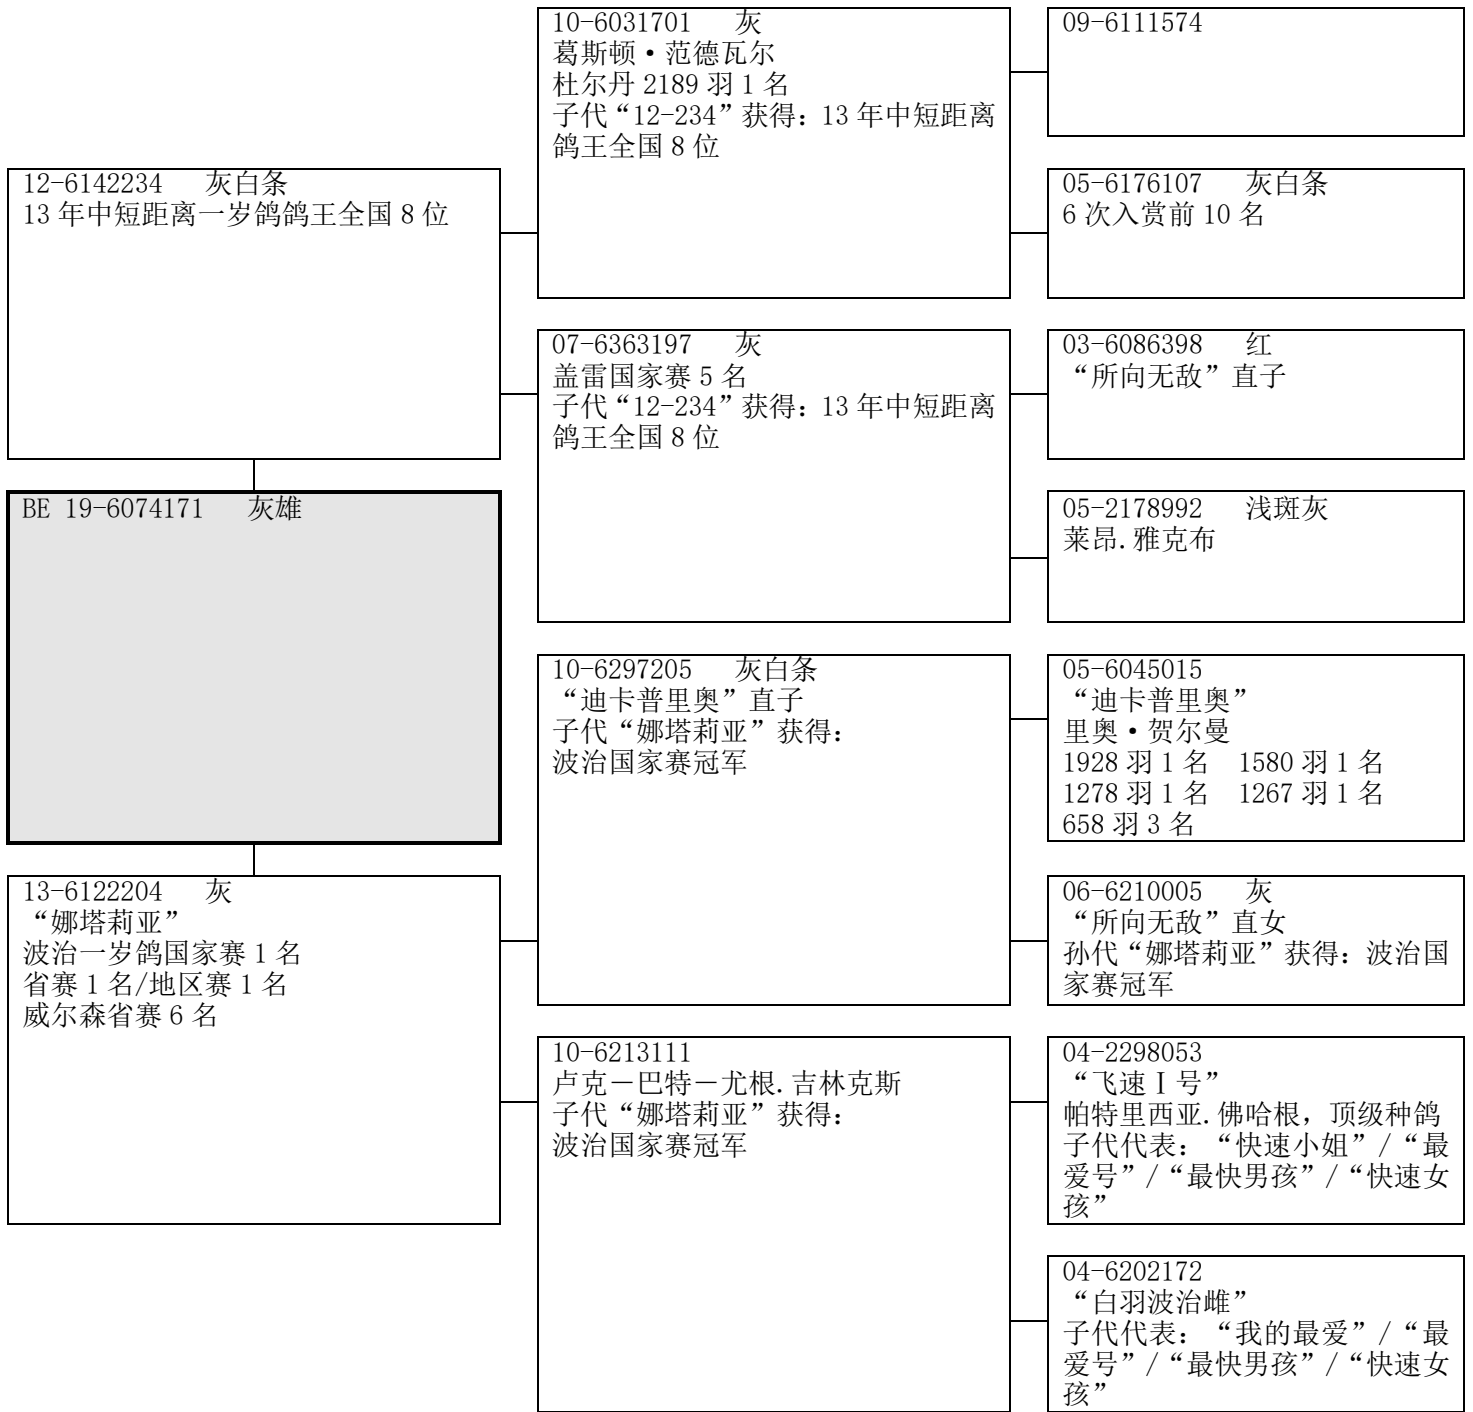 12-6142234 灰白条
13 年中短距离一岁鸽鸽王全国 8 位
BE 19-6074171 灰雄
13-6122204 灰
“娜塔莉亚”
波治一岁鸽国家赛 1 名
省赛 1 名/地区赛 1 名
威尔森省赛 6 名
10-6031701 灰
葛斯顿·范德瓦尔
杜尔丹 2189 羽 1 名
子代“12-234”获得：13 年中短距离
鸽王全国 8 位
07-6363197 灰
盖雷国家赛 5 名
子代“12-234”获得：13 年中短距离
鸽王全国 8 位
10-6297205 灰白条
“迪卡普里奥”直子
子代“娜塔莉亚”获得：
波治国家赛冠军
10-6213111
卢克－巴特－尤根.吉林克斯
子代“娜塔莉亚”获得：
波治国家赛冠军
09-6111574
05-6176107 灰白条
6 次入赏前 10 名
03-6086398 红
“所向无敌”直子
05-2178992 浅斑灰
莱昂.雅克布
05-6045015
“迪卡普里奥”
里奥·贺尔曼
1928 羽 1 名 1580 羽 1 名
1278 羽 1 名 1267 羽 1 名
658 羽 3 名
06-6210005 灰
“所向无敌”直女
孙代“娜塔莉亚”获得：波治国
家赛冠军
04-2298053
“飞速Ⅰ号”
帕特里西亚.佛哈根，顶级种鸽
子代代表：“快速小姐”/“最
爱号”/“最快男孩”/“快速女
孩”
04-6202172
“白羽波治雌”
子代代表：“我的最爱”/“最
爱号”/“最快男孩”/“快速女
孩”